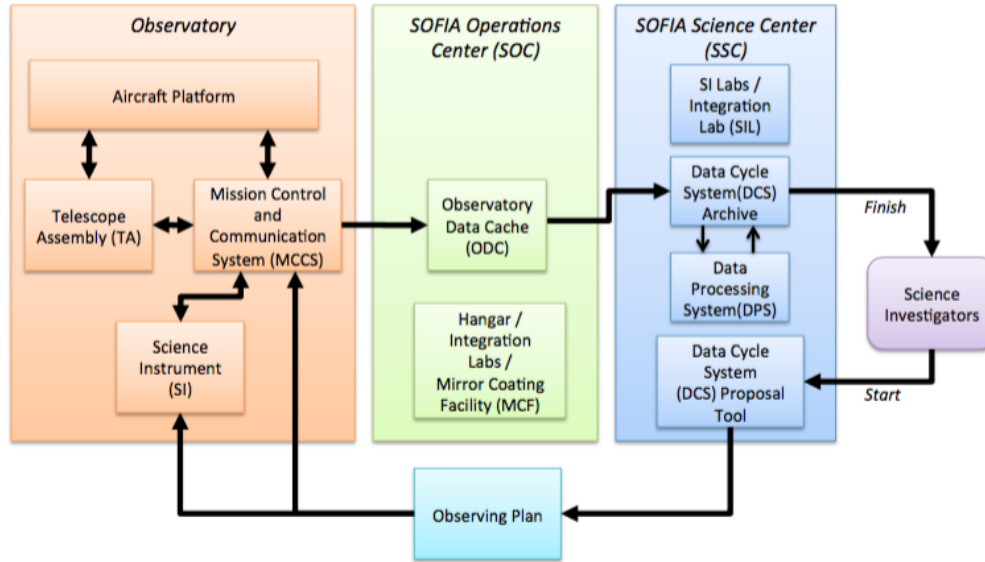 Observatory
Aircraft Platform
Telescope
Assembly (TA)
Mission Control
and
Communication
System (MCCS)
Science
Instrument
(SI)
SOFIA Operations
Center (SOC)
Observatory
Data Cache
(ODC)
Hangar /
Integration
Labs /
Mirror Coating
Facility (MCF)
SOFIA Science Center
(SSC)
SI Labs /
Integration
Lab (SIL)
Data Cycle
System(DCS)
Archive
Data
Processing
System(DPS)
Data Cycle
System
(DCS) Proposal
Tool
Finish
Science
Investigators
Start
Observing Plan